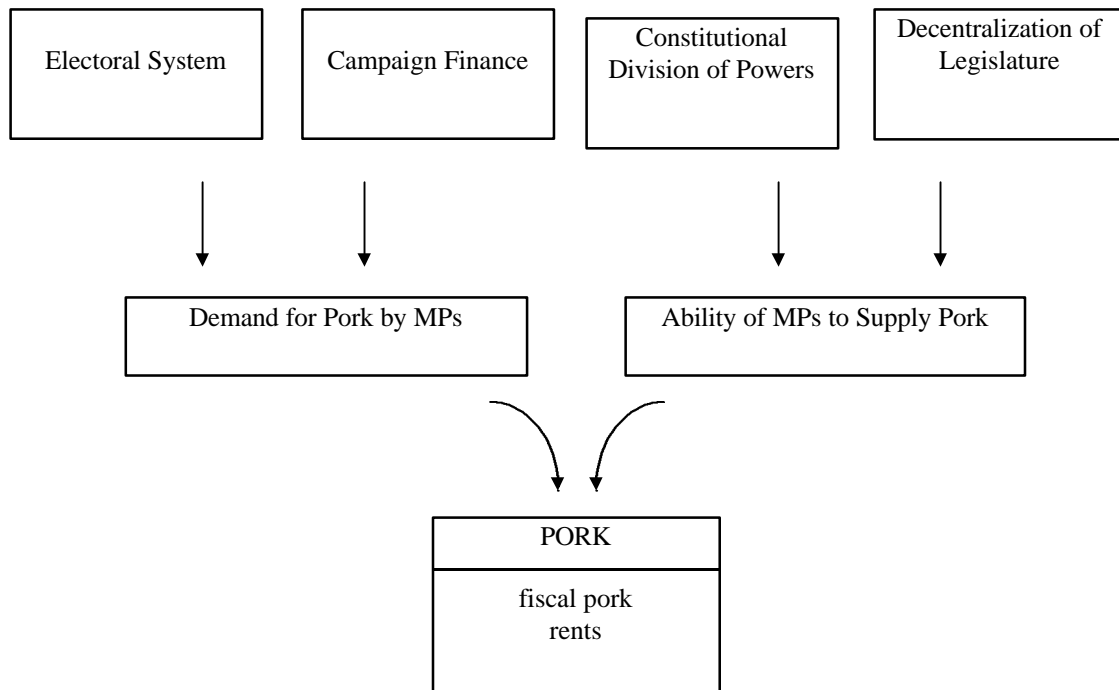 Electoral System
Campaign Finance
Constitutional
Division of Powers
Decentralization of
Legislature
Demand for Pork by MPs
Ability of MPs to Supply Pork
PORK
fiscal pork
rents